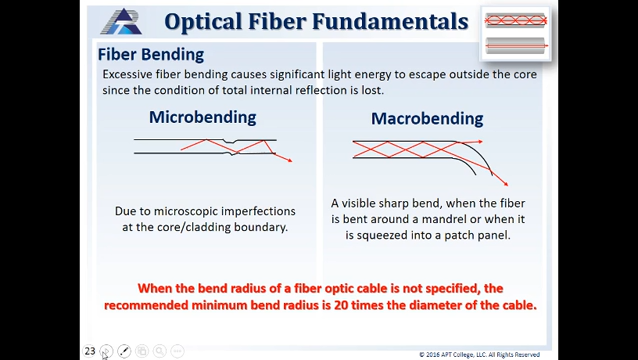 Optical Fiber Fundamentals
Fiber Bending
Excessive fiber bending causes significant light energy to escape outside the core
since the condition of total internal reflection is lost.
Microbending
Due to microscopic imperfections
at the core/cladding boundary.
Macrobending
A visible sharp bend, when the fiber
is bent around a mandrel or when it
is squeezed into a patch panel.
When the bend radius of a fiber optic cable is not specified, the
recommended minimum bend radius is 20 times the diameter of the cable.
23
© 2016 APT College, LLC. All Rights Reserved